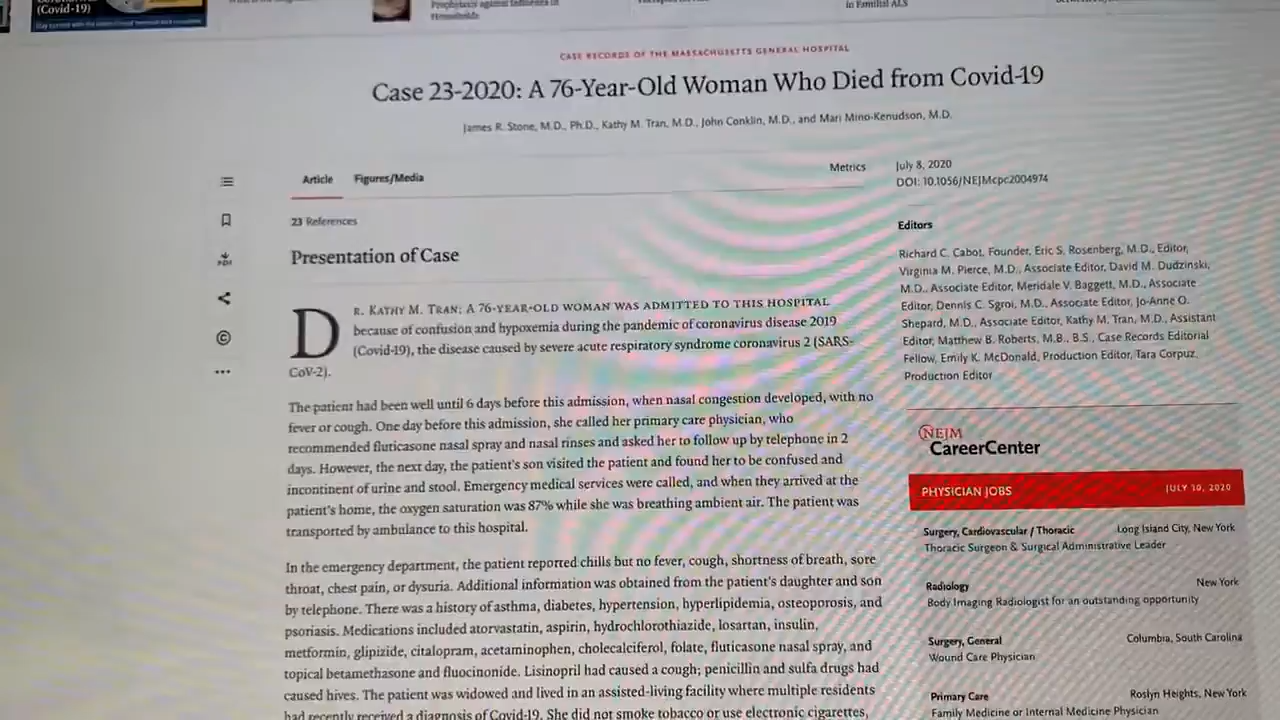 (Covid-19)
Prophylaxis against Influenza in
Households
in Familial ALS
CASE RECORDS OF THE MASSACHUSETTS GENERAL HOSPITAL
Case 23-2020: A 76-Year-Old Woman Who Died from Covid-19
James R. Stone, M.D., Ph.D., Kathy M. Tran, M.D., John Conklin, M.D., and Mari Mino-Kenudson, M.D.
Article Figures/Media
Metrics
23 References
Presentation of Case
DR. KATHY M. TRAN: A 76-YEAR-OLD WOMAN WAS ADMITTED TO THIS HOSPITAL
because of confusion and hypoxemia during the pandemic of coronavirus disease 2019
(Covid-19), the disease caused by severe acute respiratory syndrome coronavirus 2 (SARS-
CoV-2).
The patient had been well until 6 days before this admission, when nasal congestion developed, with no
fever or cough. One day before this admission, she called her primary care physician, who
recommended fluticasone nasal spray and nasal rinses and asked her to follow up by telephone in 2
days. However, the next day, the patient's son visited the patient and found her to be confused and
incontinent of urine and stool. Emergency medical services were called, and when they arrived at the
patient's home, the oxygen saturation was 87% while she was breathing ambient air. The patient was
transported by ambulance to this hospital.
In the emergency department, the patient reported chills but no fever, cough, shortness of breath, sore
throat, chest pain, or dysuria. Additional information was obtained from the patient's daughter and son
by telephone. There was a history of asthma, diabetes, hypertension, hyperlipidemia, osteoporosis, and
psoriasis. Medications included atorvastatin, aspirin, hydrochlorothiazide, losartan, insulin,
metformin, glipizide, citalopram, acetaminophen, cholecalciferol, folate, fluticasone nasal spray, and
topical betamethasone and fluocinonide. Lisinopril had caused a cough; penicillin and sulfa drugs had
caused hives. The patient was widowed and lived in an assisted-living facility where multiple residents
had recently received a diagnosis of Covid-19. She did not smoke tobacco or use electronic cigarettes,
July 8, 2020
DOI: 10.1056/NEJMcpc2004974
Editors
Richard C. Cabot, Founder, Eric S. Rosenberg, M.D., Editor,
Virginia M. Pierce, M.D., Associate Editor, David M. Dudzinski,
M.D., Associate Editor, Meridale V. Baggett, M.D., Associate
Editor, Dennis C. Sgroi, M.D., Associate Editor, Jo-Anne O.
Shepard, M.D., Associate Editor, Kathy M. Tran, M.D., Assistant
Editor, Matthew B. Roberts, M.B., B.S., Case Records Editorial
Fellow, Emily K. McDonald, Production Editor, Tara Corpuz,
Production Editor
NEJM
CareerCenter
PHYSICIAN JOBS JULY 10, 2020
Surgery, Cardiovascular / Thoracic Long Island City, New York
Thoracic Surgeon & Surgical Administrative Leader
Radiology New York
Body Imaging Radiologist for an outstanding opportunity
Surgery, General Columbia, South Carolina
Wound Care Physician
Primary Care Roslyn Heights, New York
Family Medicine or Internal Medicine Physician
PDF